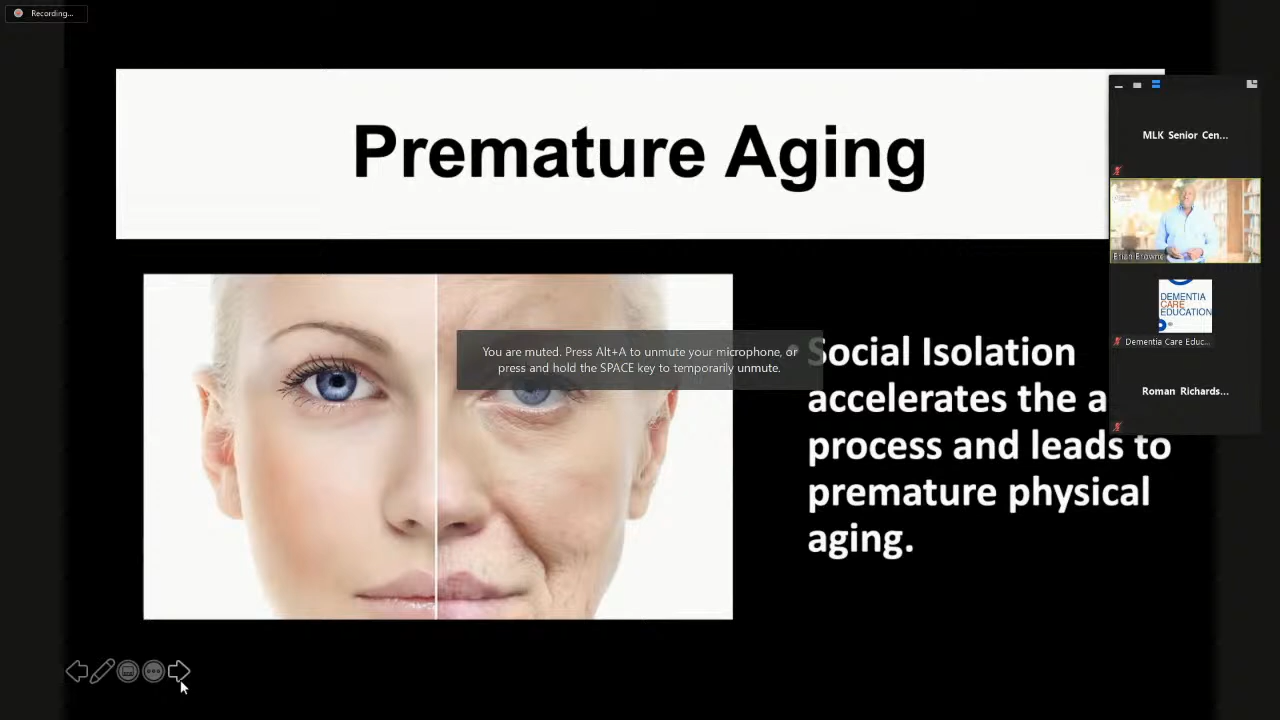 Recording...
Premature Aging
MLK Senior Cen...
Brian Browne
DEMENTIA
CARE
EDUCATION
Dementia Care Educ...
Roman Richards...
You are muted. Press Alt+A to unmute your microphone, or
press and hold the SPACE key to temporarily unmute.
Social Isolation
accelerates the a
process and leads to
premature physical
aging.